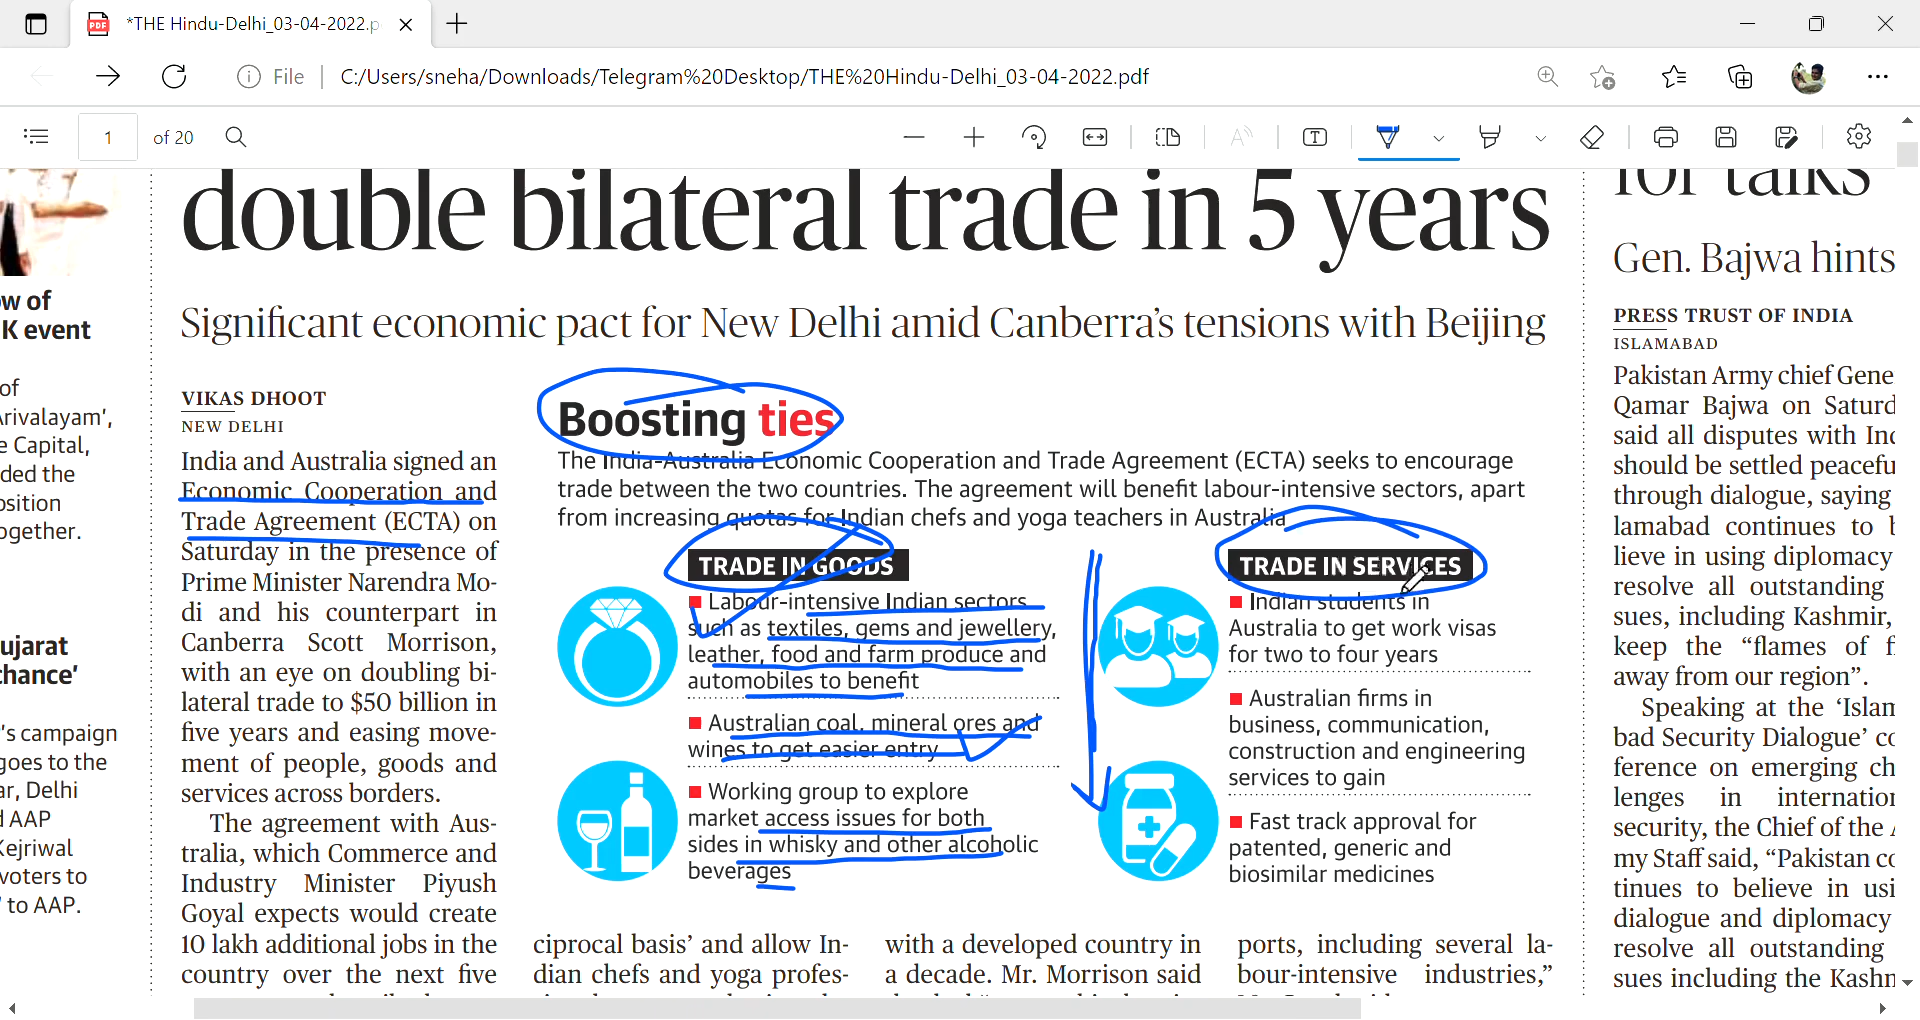 *THE Hindu-Delhi_03-04-2022.p
File
C:/Users/sneha/Downloads/Telegram%20Desktop/THE%20Hindu-Delhi_03-04-2022.pdf
1 of 20
double bilateral trade in 5 years
Significant economic pact for New Delhi amid Canberra's tensions with Beijing
ow of
K event
of
rivalayam',
e Capital,
ded the
osition
ogether.
ujarat
chance'
's campaign
goes to the
ar, Delhi
d AAP
Kejriwal
voters to
' to AAP.
VIKAS DHOOT
NEW DELHI
India and Australia signed an
Economic Cooperation and
Trade Agreement (ECTA) on
Saturday in the presence of
Prime Minister Narendra Mo-
di and his counterpart in
Canberra Scott Morrison,
with an eye on doubling bi-
lateral trade to $50 billion in
five years and easing move-
ment of people, goods and
services across borders.
The agreement with Aus-
tralia, which Commerce and
Industry Minister Piyush
Goyal expects would create
10 lakh additional jobs in the
country over the next five
Boosting ties
The India-Australia Economic Cooperation and Trade Agreement (ECTA) seeks to encourage
trade between the two countries. The agreement will benefit labour-intensive sectors, apart
from increasing quotas for Indian chefs and yoga teachers in Australia
TRADE IN GOODS
Labour-intensive Indian sectors
such as textiles, gems and jewellery,
leather, food and farm produce and
automobiles to benefit
Australian coal, mineral ores and
wines to get easier entry
Working group to explore
market access issues for both
sides in whisky and other alcoholic
beverages
TRADE IN SERVICES
Indian students in
Australia to get work visas
for two to four years
Australian firms in
business, communication,
construction and engineering
services to gain
Fast track approval for
patented, generic and
biosimilar medicines
ciprocal basis' and allow In-
dian chefs and yoga profes-
with a developed country in
a decade. Mr. Morrison said
ports, including several la-
bour-intensive industries,"
for talks
Gen. Bajwa hints
PRESS TRUST OF INDIA
ISLAMABAD
Pakistan Army chief Gene
Qamar Bajwa on Saturd
said all disputes with Inc
should be settled peacefu
through dialogue, saying
lamabad continues to b
lieve in using diplomacy
resolve all outstanding
sues, including Kashmir,
keep the "flames of f
away from our region".
Speaking at the 'Islam
bad Security Dialogue' co
ference on emerging ch
lenges in internation
security, the Chief of the A
my Staff said, "Pakistan co
tinues to believe in usi
dialogue and diplomacy
resolve all outstanding
sues including the Kashm